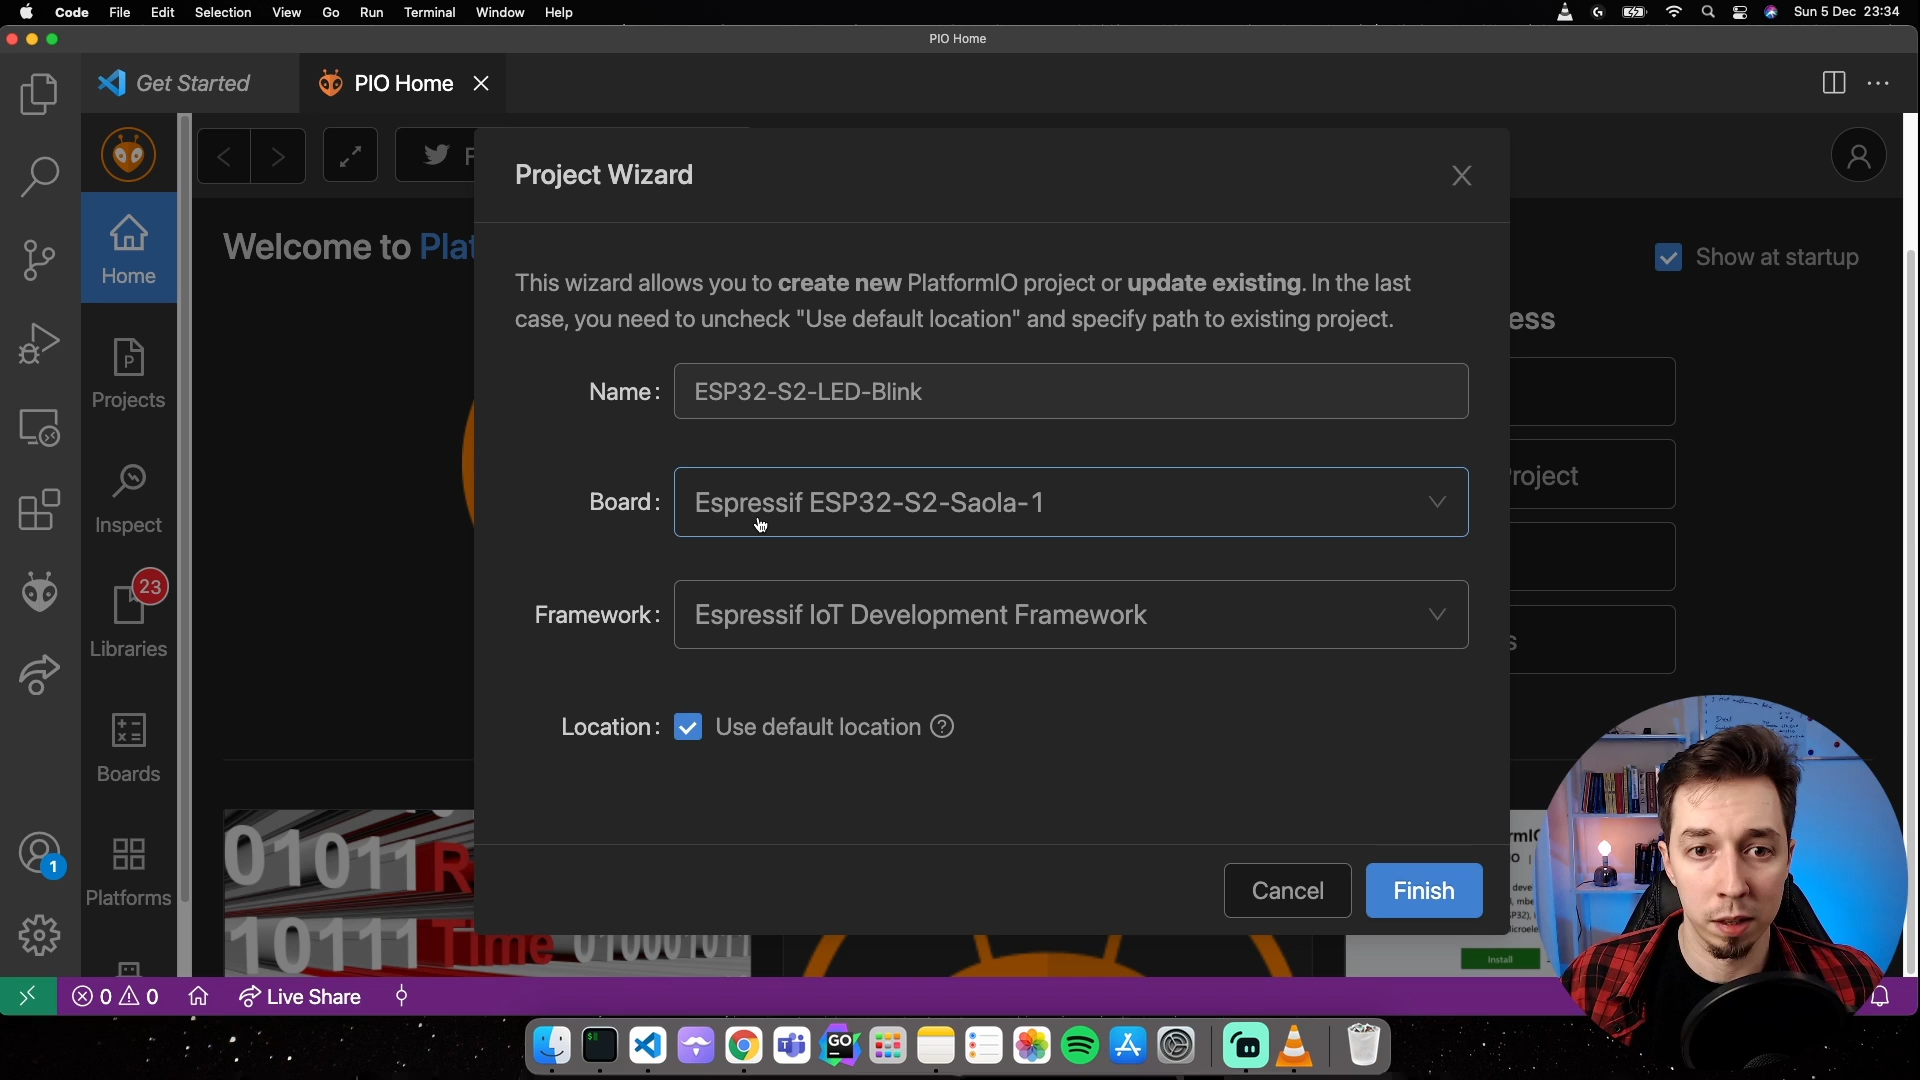 Code File Edit Selection View Go Run Terminal Window Help
Sun 5 Dec 23:34
PIO Home
Get Started
PIO Home
Project Wizard
Welcome to Plat
Show at startup
Home
This wizard allows you to create new PlatformIO project or update existing. In the last
case, you need to uncheck "Use default location" and specify path to existing project.
ess
Name:
ESP32-S2-LED-Blink
Projects
roject
Board:
Espressif ESP32-S2-Saola-1
Inspect
23
Framework:
Espressif IoT Development Framework
Libraries
s
Location:
Use default location
Boards
Cancel
Finish
01011R
Platforms
1
10111 Time 01000101
Install
0 0 Live Share
GO